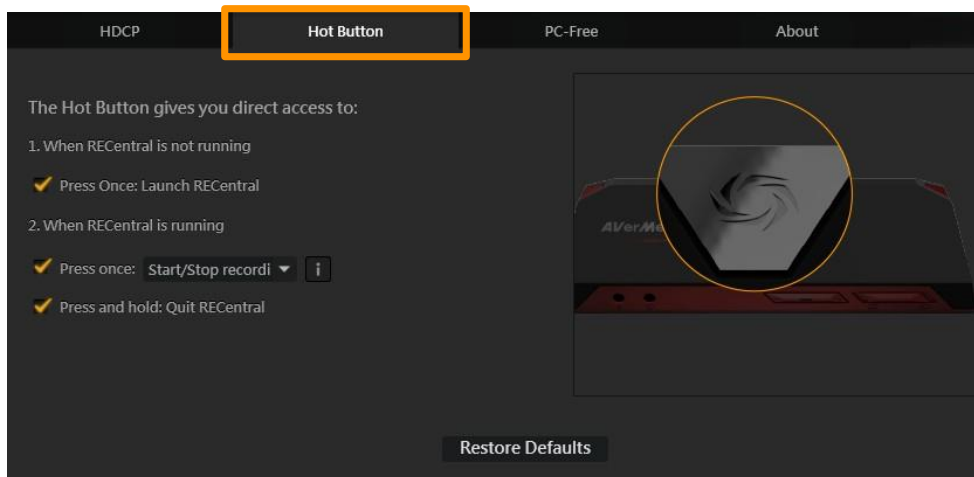 HDCP Hot Button PC-Free About
The Hot Button gives you direct access to:
1. When RECentral is not running
Press Once: Launch RECentral
2. When RECentral is running
Press once: Start/Stop recordi i
Press and hold: Quit RECentral
AVerMe
Restore Defaults